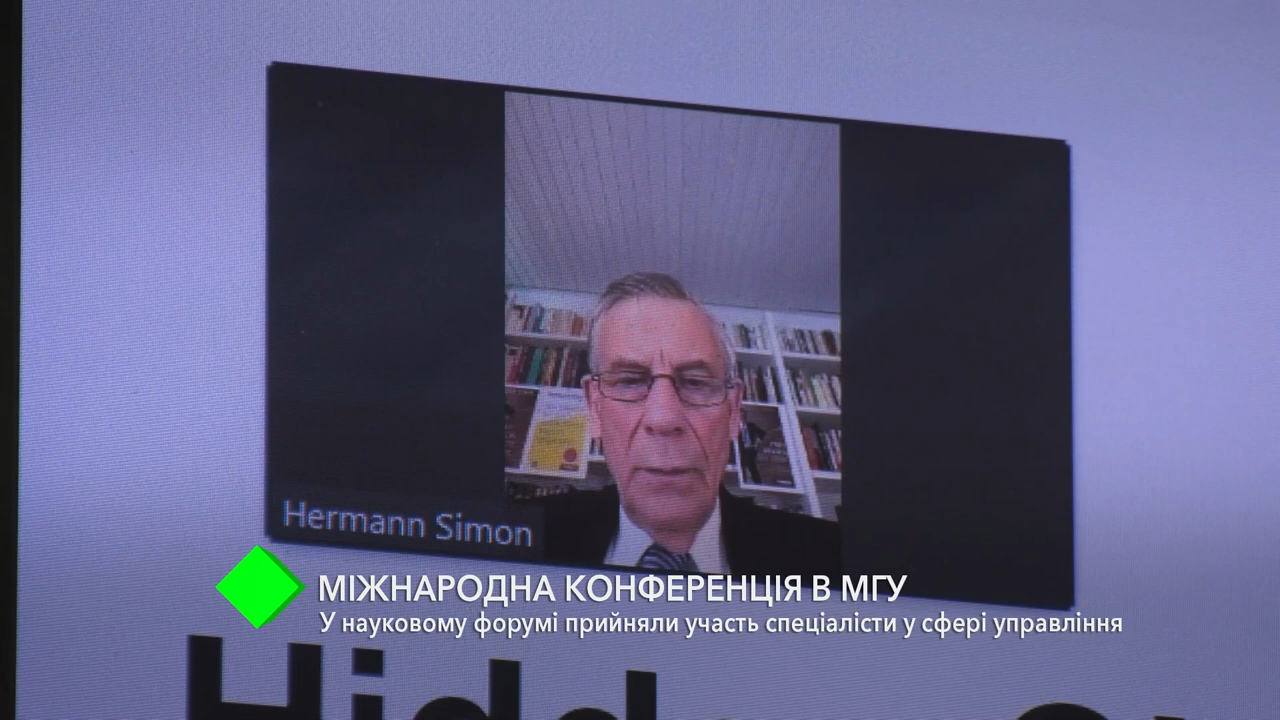 Hermann Simon
МІЖНАРОДНА КОНФЕРЕНЦІЯ В МГУ
У науковому форумі прийняли участь спеціалісти у сфері управління